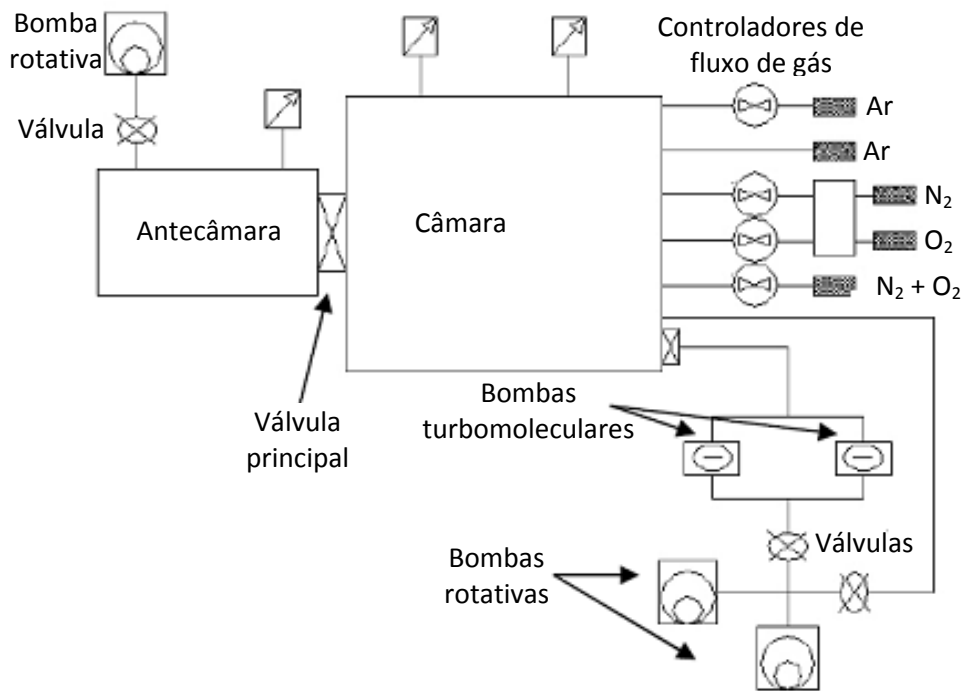 Bomba
rotativa
Controladores de
fluxo de gás
Válvula
Ar
Ar
Antecâmara
Câmara
N₂
O₂
N₂ + O₂
Válvula
principal
Bombas
turbomoleculares
Válvulas
Bombas
rotativas